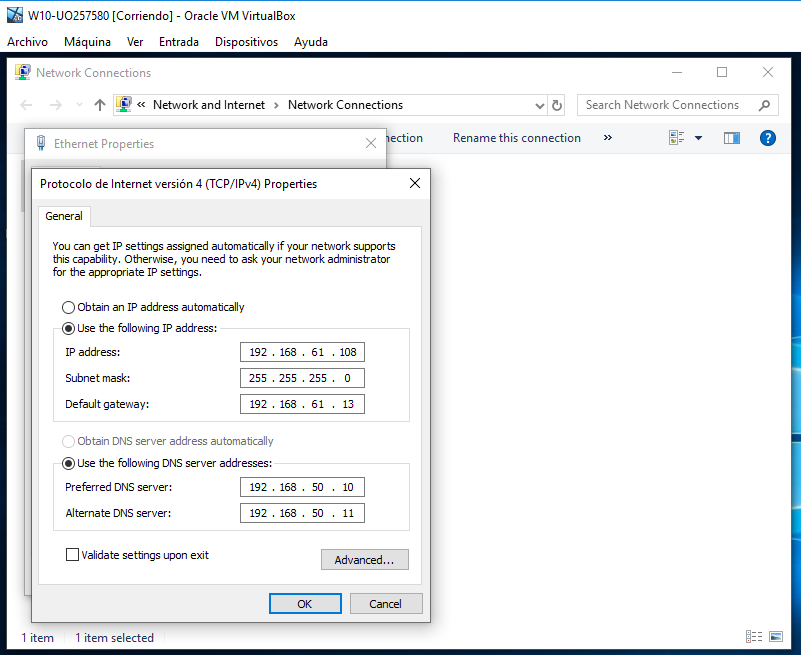 W10-UO257580 [Corriendo] - Oracle VM VirtualBox
Archivo Máquina Ver Entrada Dispositivos Ayuda
Network Connections
« Network and Internet › Network Connections
Search Network Connections
Ethernet Properties
nection Rename this connection »
Protocolo de Internet versión 4 (TCP/IPv4) Properties
General
You can get IP settings assigned automatically if your network supports
this capability. Otherwise, you need to ask your network administrator
for the appropriate IP settings.
Obtain an IP address automatically
Use the following IP address:
IP address: 192 . 168 . 61 . 108
Subnet mask: 255 . 255 . 255 . 0
Default gateway: 192 . 168 . 61 . 13
Obtain DNS server address automatically
Use the following DNS server addresses:
Preferred DNS server: 192 . 168 . 50 . 10
Alternate DNS server: 192 . 168 . 50 . 11
Validate settings upon exit
Advanced...
OK Cancel
1 item 1 item selected